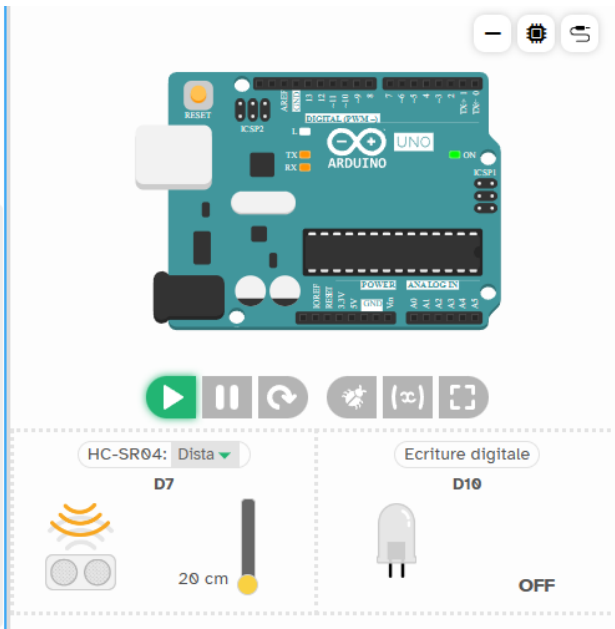 RESET
ICSP2
AREF
GND
13
12
~11
~10
~9
8
7
~6
~5
4
~3
2
TX→1
RX←0
DIGITAL (PWM ~)
L
TX
RX
ARDUINO
UNO
ON
ICSP1
IOREF
RESET
3.3V
5V
GND
Vin
POWER
ANALOG IN
A0
A1
A2
A3
A4
A5
(x)
HC-SR04: Dista
D7
20 cm
Ecriture digitale
D10
OFF